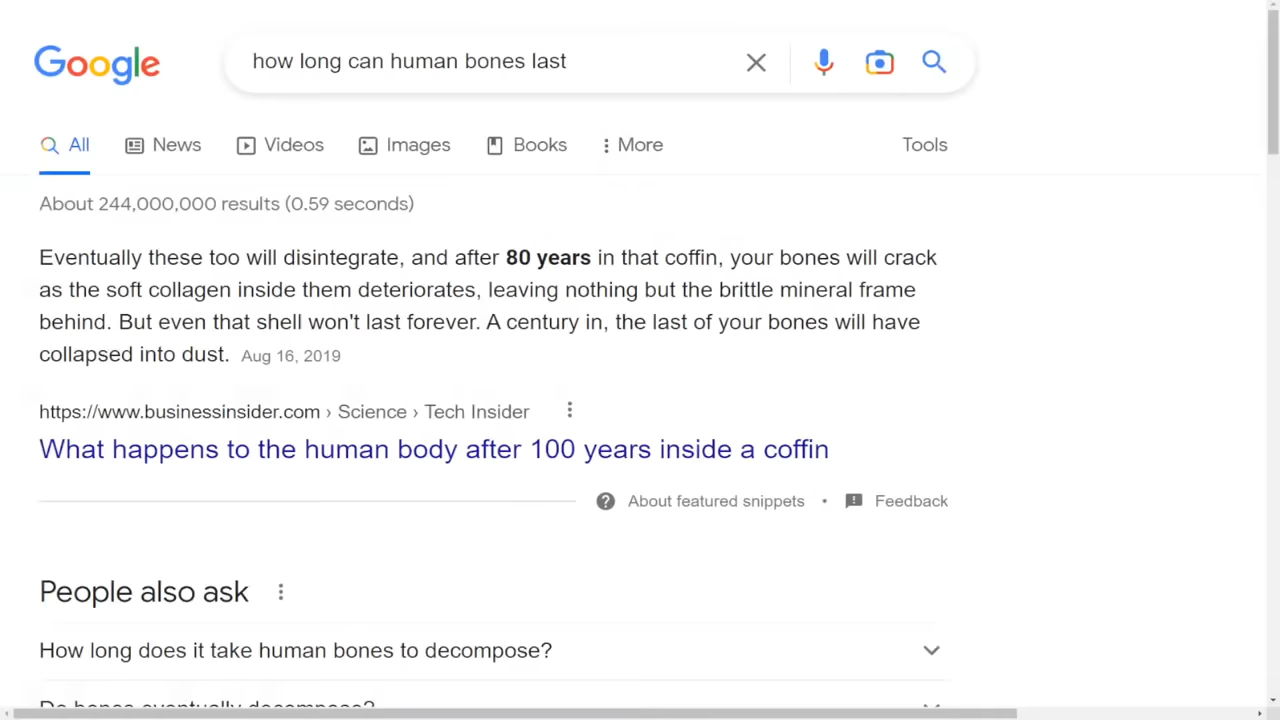 Google
how long can human bones last
All
News
Videos
Images
Books
More
Tools
About 244,000,000 results (0.59 seconds)
Eventually these too will disintegrate, and after 80 years in that coffin, your bones will crack
as the soft collagen inside them deteriorates, leaving nothing but the brittle mineral frame
behind. But even that shell won't last forever. A century in, the last of your bones will have
collapsed into dust. Aug 16, 2019
https://www.businessinsider.com › Science › Tech Insider
What happens to the human body after 100 years inside a coffin
About featured snippets • Feedback
People also ask
How long does it take human bones to decompose?
Do bones eventually decompose?